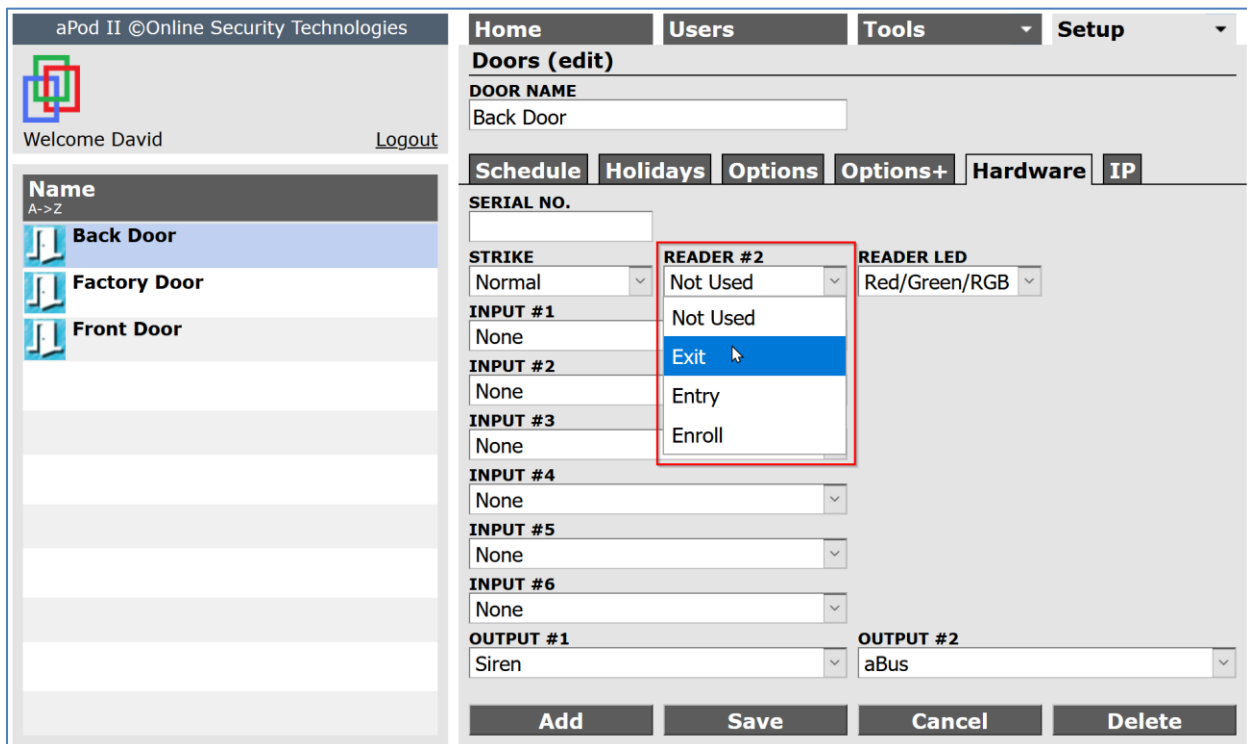 aPod II ©Online Security Technologies
Welcome David
Logout
Name
A->Z
Back Door
Factory Door
Front Door
Home
Users
Tools
Setup
Doors (edit)
DOOR NAME
Back Door
Schedule
Holidays
Options
Options+
Hardware
IP
SERIAL NO.
STRIKE
READER #2
READER LED
Normal
Not Used
Red/Green/RGB
Not Used
Exit
Entry
Enroll
INPUT #1
None
INPUT #2
None
INPUT #3
None
INPUT #4
None
INPUT #5
None
INPUT #6
None
OUTPUT #1
OUTPUT #2
Siren
aBus
Add
Save
Cancel
Delete